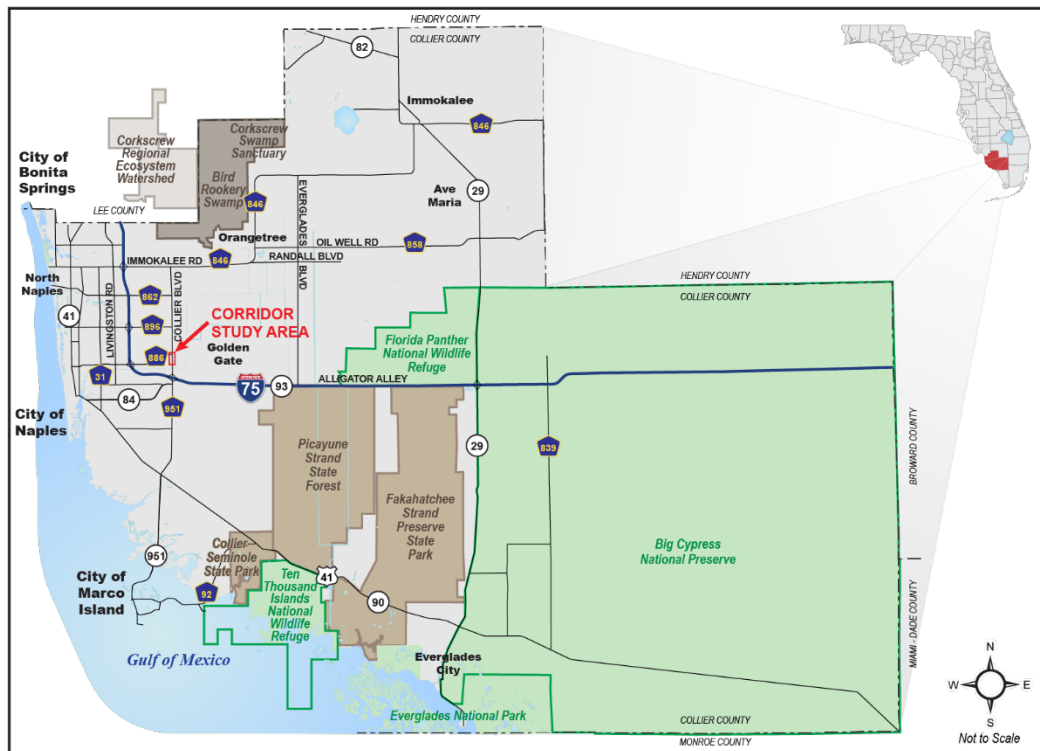 HENDRY COUNTY
COLLIER COUNTY
82
Immokalee
846
Corkscrew
Swamp
Sanctuary
Corkscrew
Regional
Ecosystem
Watershed
City of
Bonita
Springs
Bird
Rookery
Swamp
EVERGLADES BLVD
Ave
Maria
29
LEE COUNTY
846
Orangetree
OIL WELL RD
858
RANDALL BLVD
IMMOKALEE RD
846
North
Naples
862
LIVINGSTON RD
COLLIER BLVD
41
896
CORRIDOR
STUDY AREA
886
Golden
Gate
HENDRY COUNTY
COLLIER COUNTY
Florida Panther
National Wildlife
Refuge
31
75
93
ALLIGATOR ALLEY
84
951
City of
Naples
29
839
Picayune
Strand
State
Forest
Fakahatchee
Strand
Preserve
State
Park
BROWARD COUNTY
Big Cypress
National Preserve
951
Collier
Seminole
State Park
City of
Marco
Island
92
Ten
Thousand
Islands
National
Wildlife
Refuge
41
90
MIAMI - DADE COUNTY
Gulf of Mexico
Everglades
City
Everglades National Park
COLLIER COUNTY
MONROE COUNTY
N
W
E
S
Not to Scale